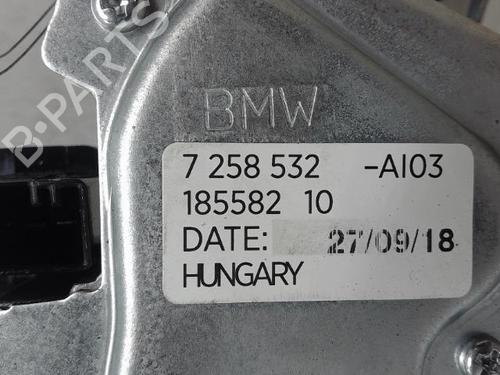 B-PARTS
BMW
7 258 532 -AI03
185582 10
DATE: 27/09/18
HUNGARY